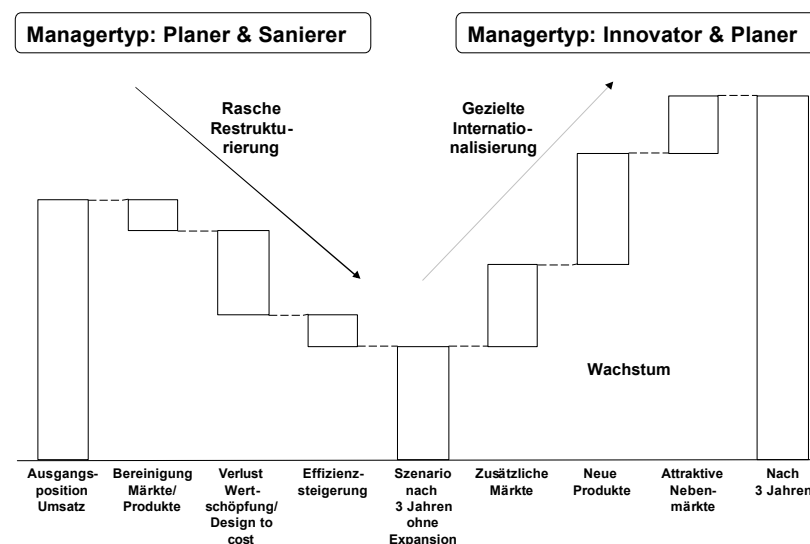 Managertyp: Planer & Sanierer
Managertyp: Innovator & Planer
Rasche
Restruktu-
rierung
Gezielte
Internatio-
nalisierung
Wachstum
Ausgangs-
position
Umsatz
Bereinigung
Märkte/
Produkte
Verlust
Wert-
schöpfung/
Design to
cost
Effizienz-
steigerung
Szenario
nach
3 Jahren
ohne
Expansion
Zusätzliche
Märkte
Neue
Produkte
Attraktive
Neben-
märkte
Nach
3 Jahren